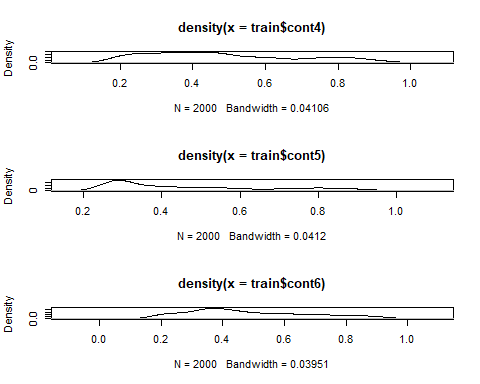 density(x = train$cont4)
Density
0.0
0.2 0.4 0.6 0.8 1.0
N = 2000 Bandwidth = 0.04106
density(x = train$cont5)
Density
0
0.2 0.4 0.6 0.8 1.0
N = 2000 Bandwidth = 0.0412
density(x = train$cont6)
Density
0.0
0.0 0.2 0.4 0.6 0.8 1.0
N = 2000 Bandwidth = 0.03951